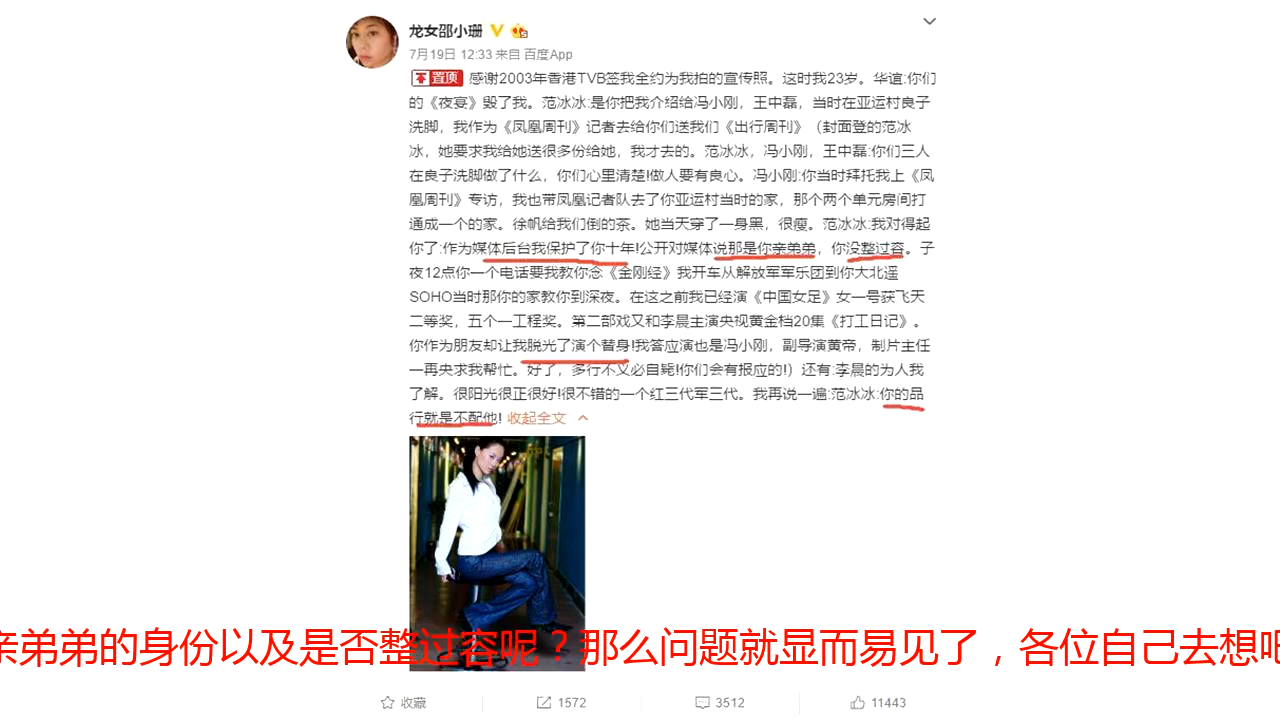 龙女邵小珊
7月19日 12:33 来自 百度App
置顶 感谢2003年香港TVB签我全约为我拍的宣传照。这时我23岁。华谊:你们
的《夜宴》毁了我。范冰冰:是你把我介绍给冯小刚，王中磊，当时在亚运村良子
洗脚，我作为《凤凰周刊》记者去给你们送我们《出行周刊》（封面登的范冰
冰，她要求我给她送很多份给她，我才去的。范冰冰，冯小刚，王中磊:你们三人
在良子洗脚做了什么，你们心里清楚!做人要有良心。冯小刚:你当时拜托我上《凤
凰周刊》专访，我也带凤凰记者队去了你亚运村当时的家，那个两个单元房间打
通成一个的家。徐帆给我们倒的茶。她当天穿了一身黑，很瘦。范冰冰:我对得起
你了:作为媒体后台我保护了你十年!公开对媒体说那是你亲弟弟，你没整过容。子
夜12点你一个电话要我教你念《金刚经》我开车从解放军军乐团到你大北遥
SOHO当时那你的家教你到深夜。在这之前我已经演《中国女足》女一号获飞天
二等奖，五个一工程奖。第二部戏又和李晨主演央视黄金档20集《打工日记》。
你作为朋友却让我脱光了演个替身!我答应演也是冯小刚，副导演黄帝，制片主任
一再央求我帮忙。好了，多行不义必自毙!你们会有报应的!）还有:李晨的为人我
了解。很阳光很正很好!很不错的一个红三代军三代。我再说一遍:范冰冰:你的品
行就是不配他! 收起全文
亲弟弟的身份以及是否整过容呢？那么问题就显而易见了，各位自己去想吧
收藏 1572 3512 11443